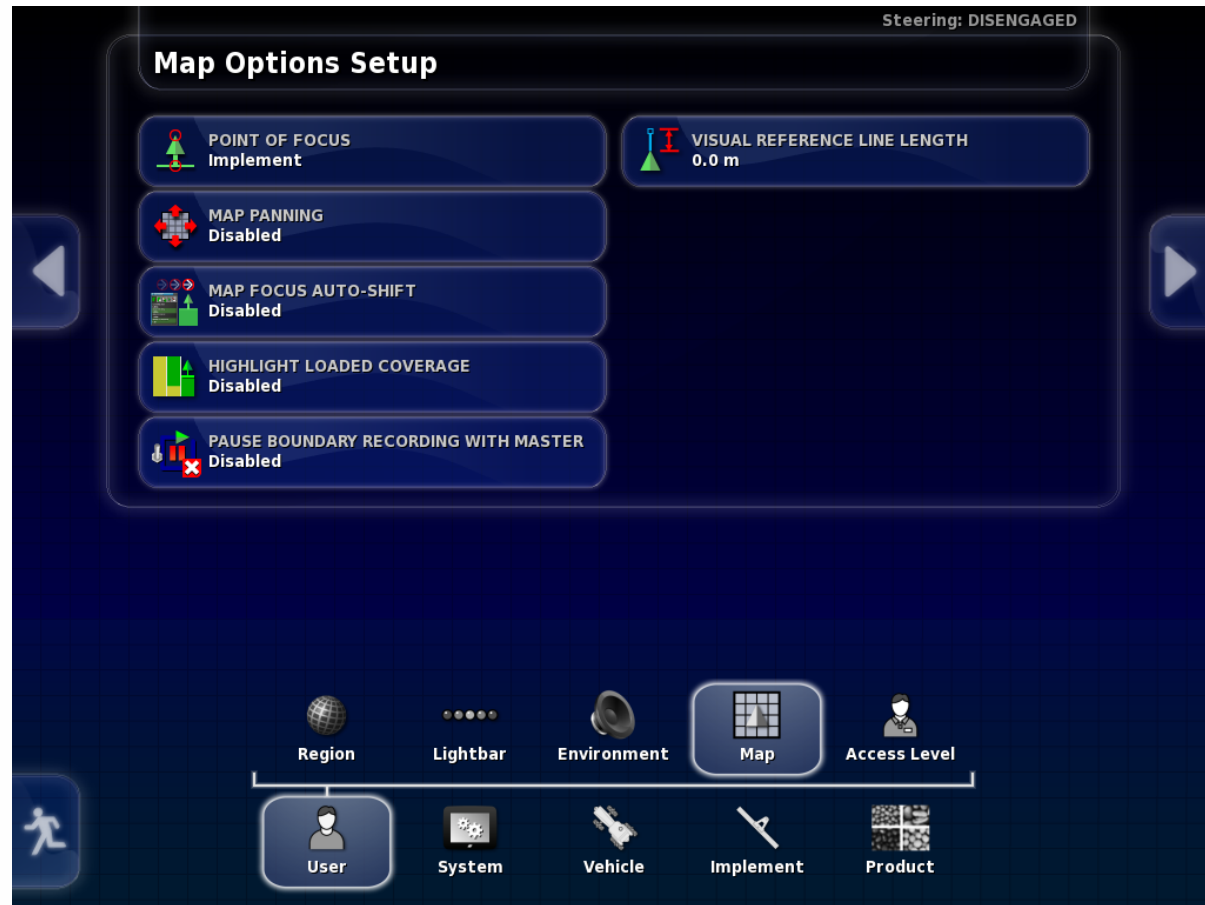 Steering: DISENGAGED
Map Options Setup
POINT OF FOCUS
Implement
VISUAL REFERENCE LINE LENGTH
0.0 m
MAP PANNING
Disabled
MAP FOCUS AUTO-SHIFT
Disabled
HIGHLIGHT LOADED COVERAGE
Disabled
PAUSE BOUNDARY RECORDING WITH MASTER
Disabled
Region
Lightbar
Environment
Map
Access Level
User
System
Vehicle
Implement
Product